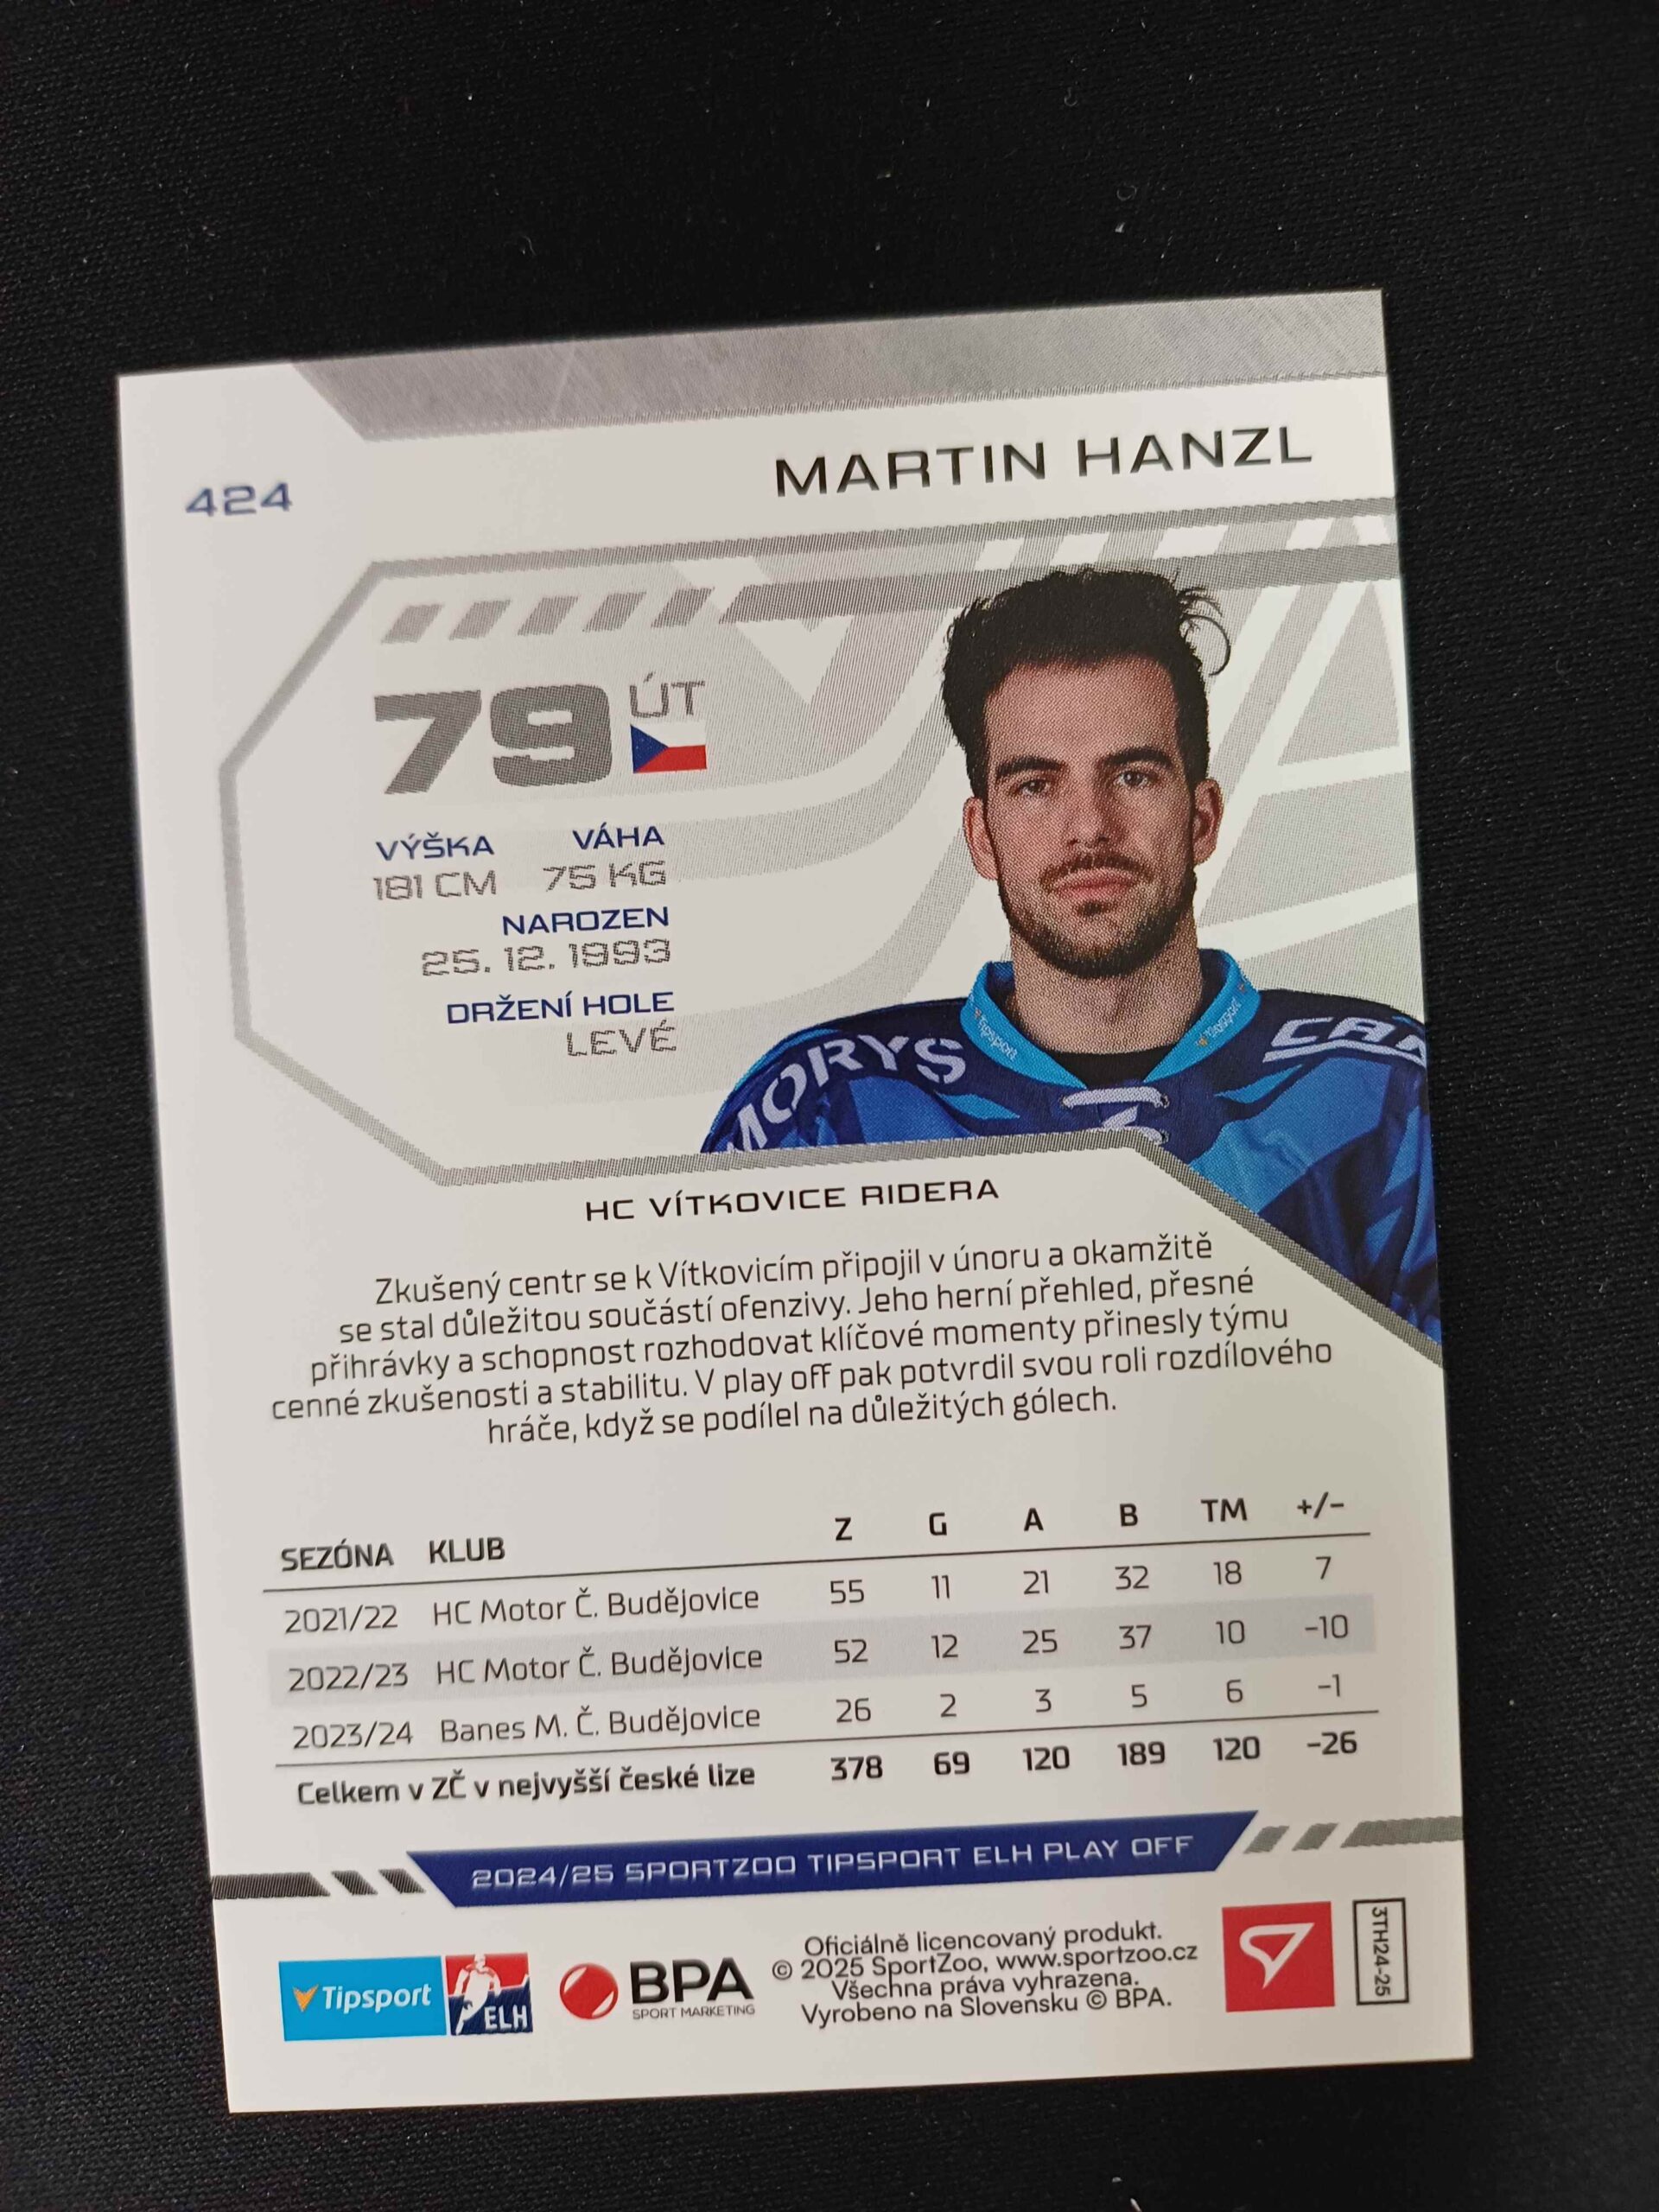 424
MARTIN HANZL
79 ÚT
VÝŠKA VÁHA
181 CM 75 KG
NAROZEN
25. 12. 1993
DRŽENÍ HOLE
LEVÉ
MORYS
Tipsport
Tipsport
HC VÍTKOVICE RIDERA
Zkušený centr se k Vítkovicím připojil v únoru a okamžitě
se stal důležitou součástí ofenzivy. Jeho herní přehled, přesné
přihrávky a schopnost rozhodovat klíčové momenty přinesly týmu
cenné zkušenosti a stabilitu. V play off pak potvrdil svou roli rozdílového
hráče, když se podílel na důležitých gólech.
SEZÓNA KLUB Z G A B TM +/-
2021/22 HC Motor Č. Budějovice 55 11 21 32 18 7
2022/23 HC Motor Č. Budějovice 52 12 25 37 10 -10
2023/24 Banes M. Č. Budějovice 26 2 3 5 6 -1
Celkem v ZČ v nejvyšší české lize 378 69 120 189 120 -26
2024/25 SPORTZOO TIPSPORT ELH PLAY OFF
Tipsport
ELH
BPA
SPORT MARKETING
Oficiálně licencovaný produkt.
© 2025 SportZoo, www.sportzoo.cz
Všechna práva vyhrazena.
Vyrobeno na Slovensku © BPA.
3TH24-25